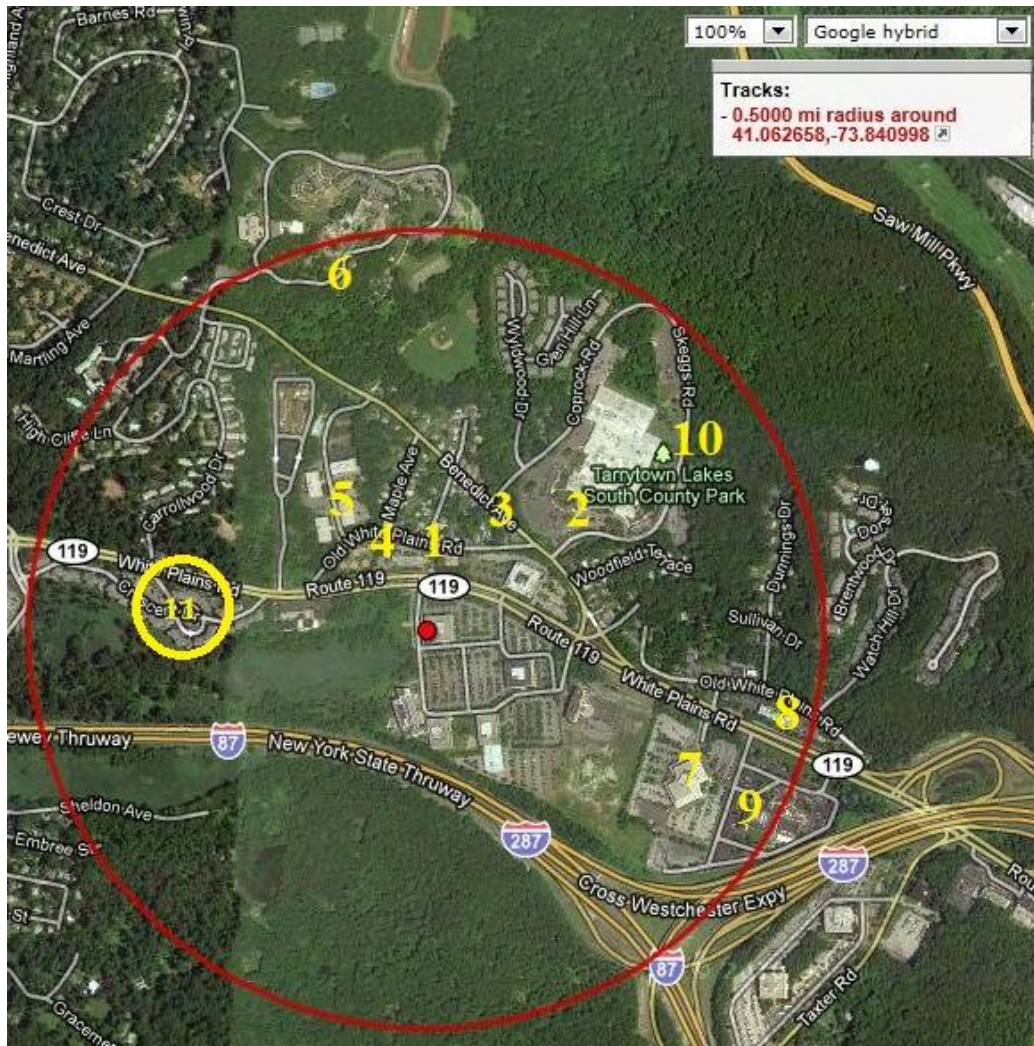 Barnes Rd
100%
Google hybrid
Tracks:
- 0.5000 mi radius around
41.062658,-73.840998
Crest Dr
Saw Mill Pkwy
Benedict Ave
6
Martling Ave
Wyldwood Dr
Glen Hill Ln
Coprock Rd
Skeggs Rd
High Cliffe Ln
Carrollwood Dr
Maple Ave
Benedict Ave
10
Tarrytown Lakes
South County Park
5
3
2
4
1
Old White Plains Rd
Dunnings Dr
Brentwood
Watch Hill Dr
119
White Plains Rd
Route 119
119
Woodfield Terrace
11
Sullivan Dr
Route 119
White Plains Rd
Old White Plains Rd
8
87
Dewey Thruway
New York State Thruway
7
119
9
Sheldon Ave
287
287
Embree St
Cross Westchester Expy
St
87
Taxter Rd